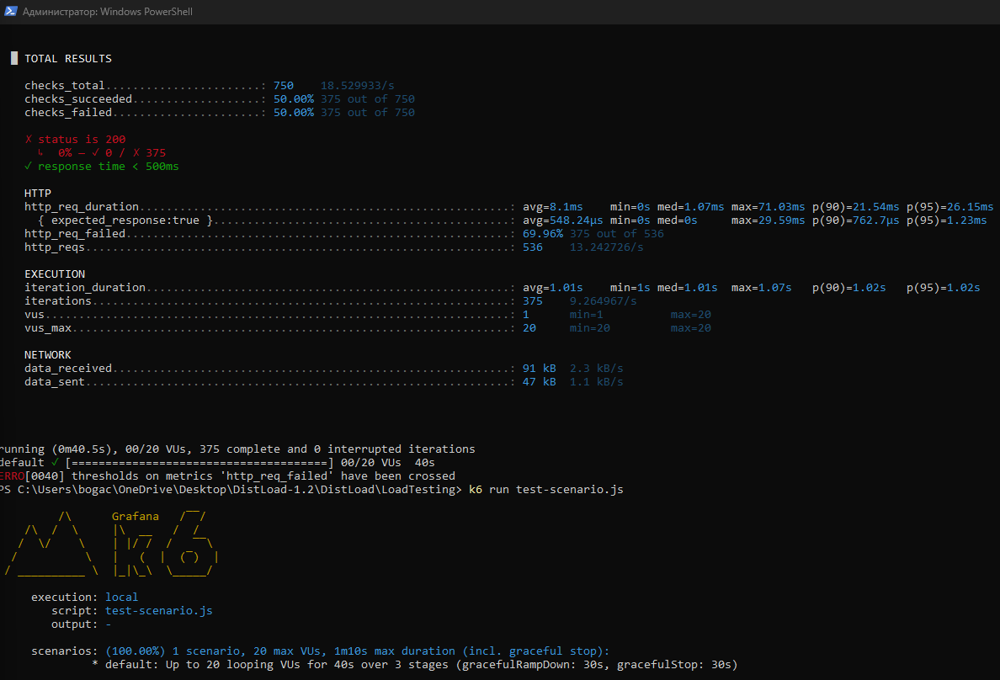 Администратор: Windows PowerShell
█ TOTAL RESULTS
checks_total.......................: 750    18.529933/s
checks_succeeded...................: 50.00% 375 out of 750
checks_failed......................: 50.00% 375 out of 750
✗ status is 200
↳  0% — ✓ 0 / ✗ 375
✓ response time < 500ms
HTTP
http_req_duration.......................................................: avg=8.1ms    min=0s med=1.07ms max=71.03ms p(90)=21.54ms p(95)=26.15ms
{ expected_response:true }............................................: avg=548.24µs min=0s med=0s     max=29.59ms p(90)=762.7µs p(95)=1.23ms
http_req_failed.........................................................: 69.96% 375 out of 536
http_reqs...............................................................: 536    13.242726/s
EXECUTION
iteration_duration......................................................: avg=1.01s    min=1s med=1.01s  max=1.07s   p(90)=1.02s   p(95)=1.02s
iterations..............................................................: 375    9.264967/s
vus.....................................................................: 1      min=1          max=20
vus_max.................................................................: 20     min=20         max=20
NETWORK
data_received...........................................................: 91 kB  2.3 kB/s
data_sent...............................................................: 47 kB  1.1 kB/s
running (0m40.5s), 00/20 VUs, 375 complete and 0 interrupted iterations
default ✓ [======================================] 00/20 VUs  40s
ERRO[0040] thresholds on metrics 'http_req_failed' have been crossed
PS C:\Users\bogac\OneDrive\Desktop\DistLoad-1.2\DistLoad\LoadTesting> k6 run test-scenario.js
Grafana
execution: local
script: test-scenario.js
output: -
scenarios: (100.00%) 1 scenario, 20 max VUs, 1m10s max duration (incl. graceful stop):
* default: Up to 20 looping VUs for 40s over 3 stages (gracefulRampDown: 30s, gracefulStop: 30s)